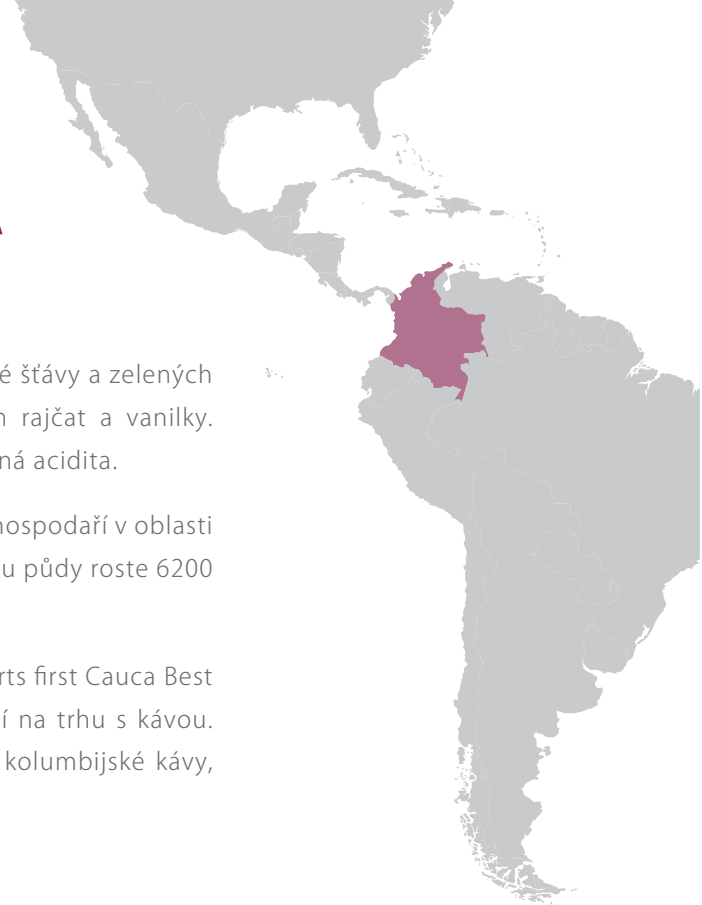 é šťávy a zelených
rajčat a vanilky.
ná acidita.
ospodaří v oblasti
u půdy roste 6200
rts first Cauca Best
í na trhu s kávou.
kolumbijské kávy,